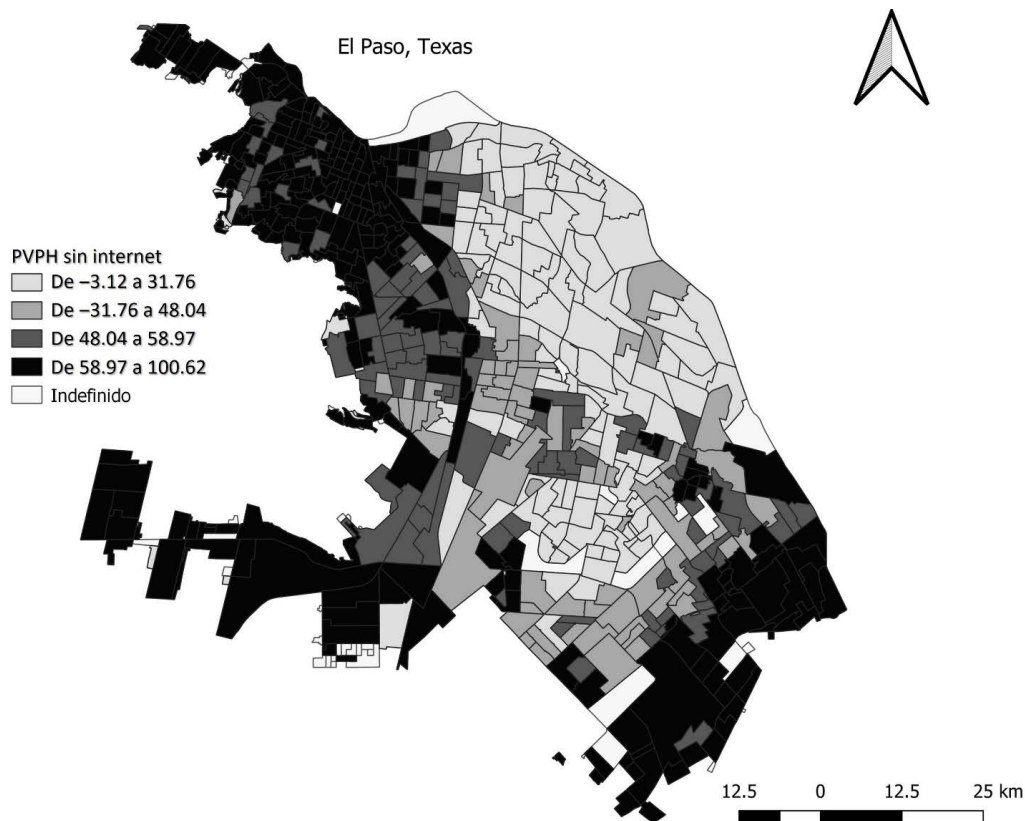 El Paso, Texas
PVPH sin internet
De –3.12 a 31.76
De –31.76 a 48.04
De 48.04 a 58.97
De 58.97 a 100.62
Indefinido
12.5 0 12.5 25 km